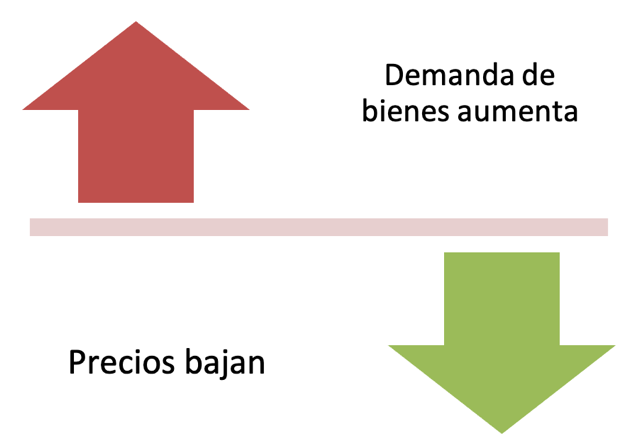 Demanda de
bienes aumenta
Precios bajan